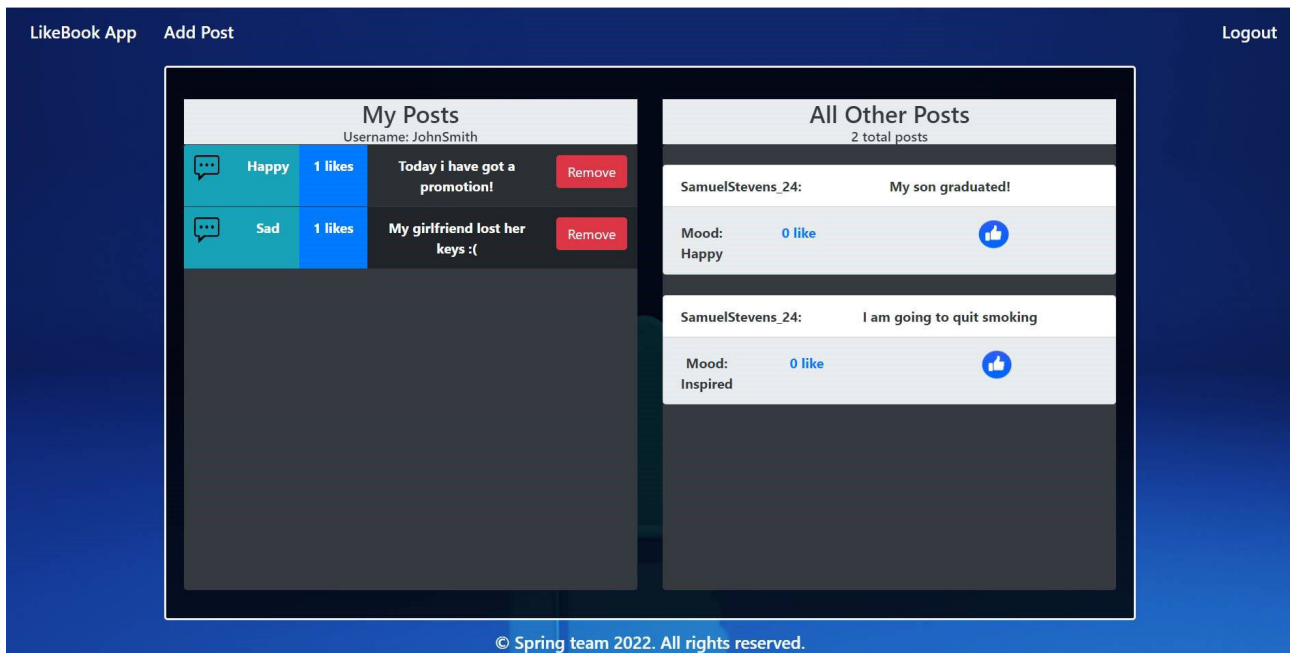 LikeBook App Add Post Logout
My Posts
Username: JohnSmith
Happy 1 likes Today i have got a
promotion! Remove
Sad 1 likes My girlfriend lost her
keys :( Remove
All Other Posts
2 total posts
SamuelStevens_24: My son graduated!
Mood: 0 like
Happy
SamuelStevens_24: I am going to quit smoking
Mood: 0 like
Inspired
© Spring team 2022. All rights reserved.